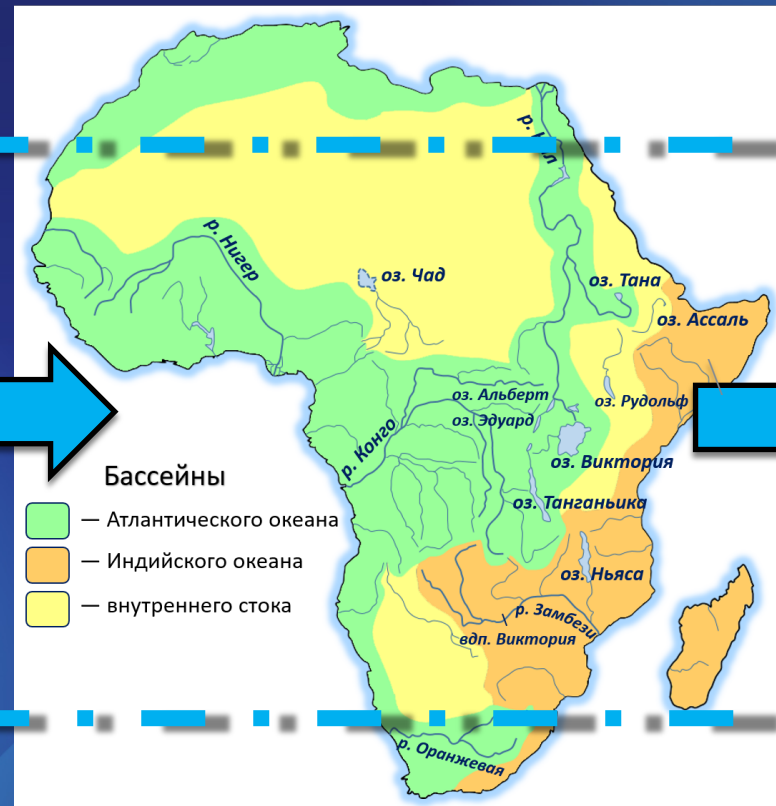 р. Нил
р. Нигер
оз. Чад
оз. Тана
оз. Ассаль
оз. Альберт
оз. Рудольф
оз. Эдуард
р. Конго
оз. Виктория
Бассейны
оз. Танганьика
— Атлантического океана
— Индийского океана
оз. Ньяса
— внутреннего стока
р. Замбези
вдп. Виктория
р. Оранжевая